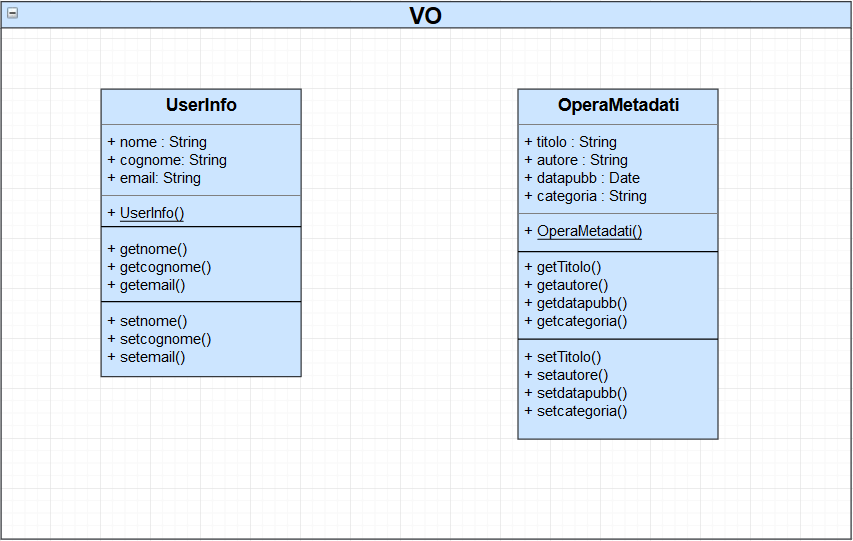 VO
UserInfo
+ nome : String
+ cognome: String
+ email: String
+ UserInfo()
+ getnome()
+ getcognome()
+ getemail()
+ setnome()
+ setcognome()
+ setemail()
OperaMetadati
+ titolo : String
+ autore : String
+ datapubb : Date
+ categoria : String
+ OperaMetadati()
+ getTitolo()
+ getautore()
+ getdatapubb()
+ getcategoria()
+ setTitolo()
+ setautore()
+ setdatapubb()
+ setcategoria()